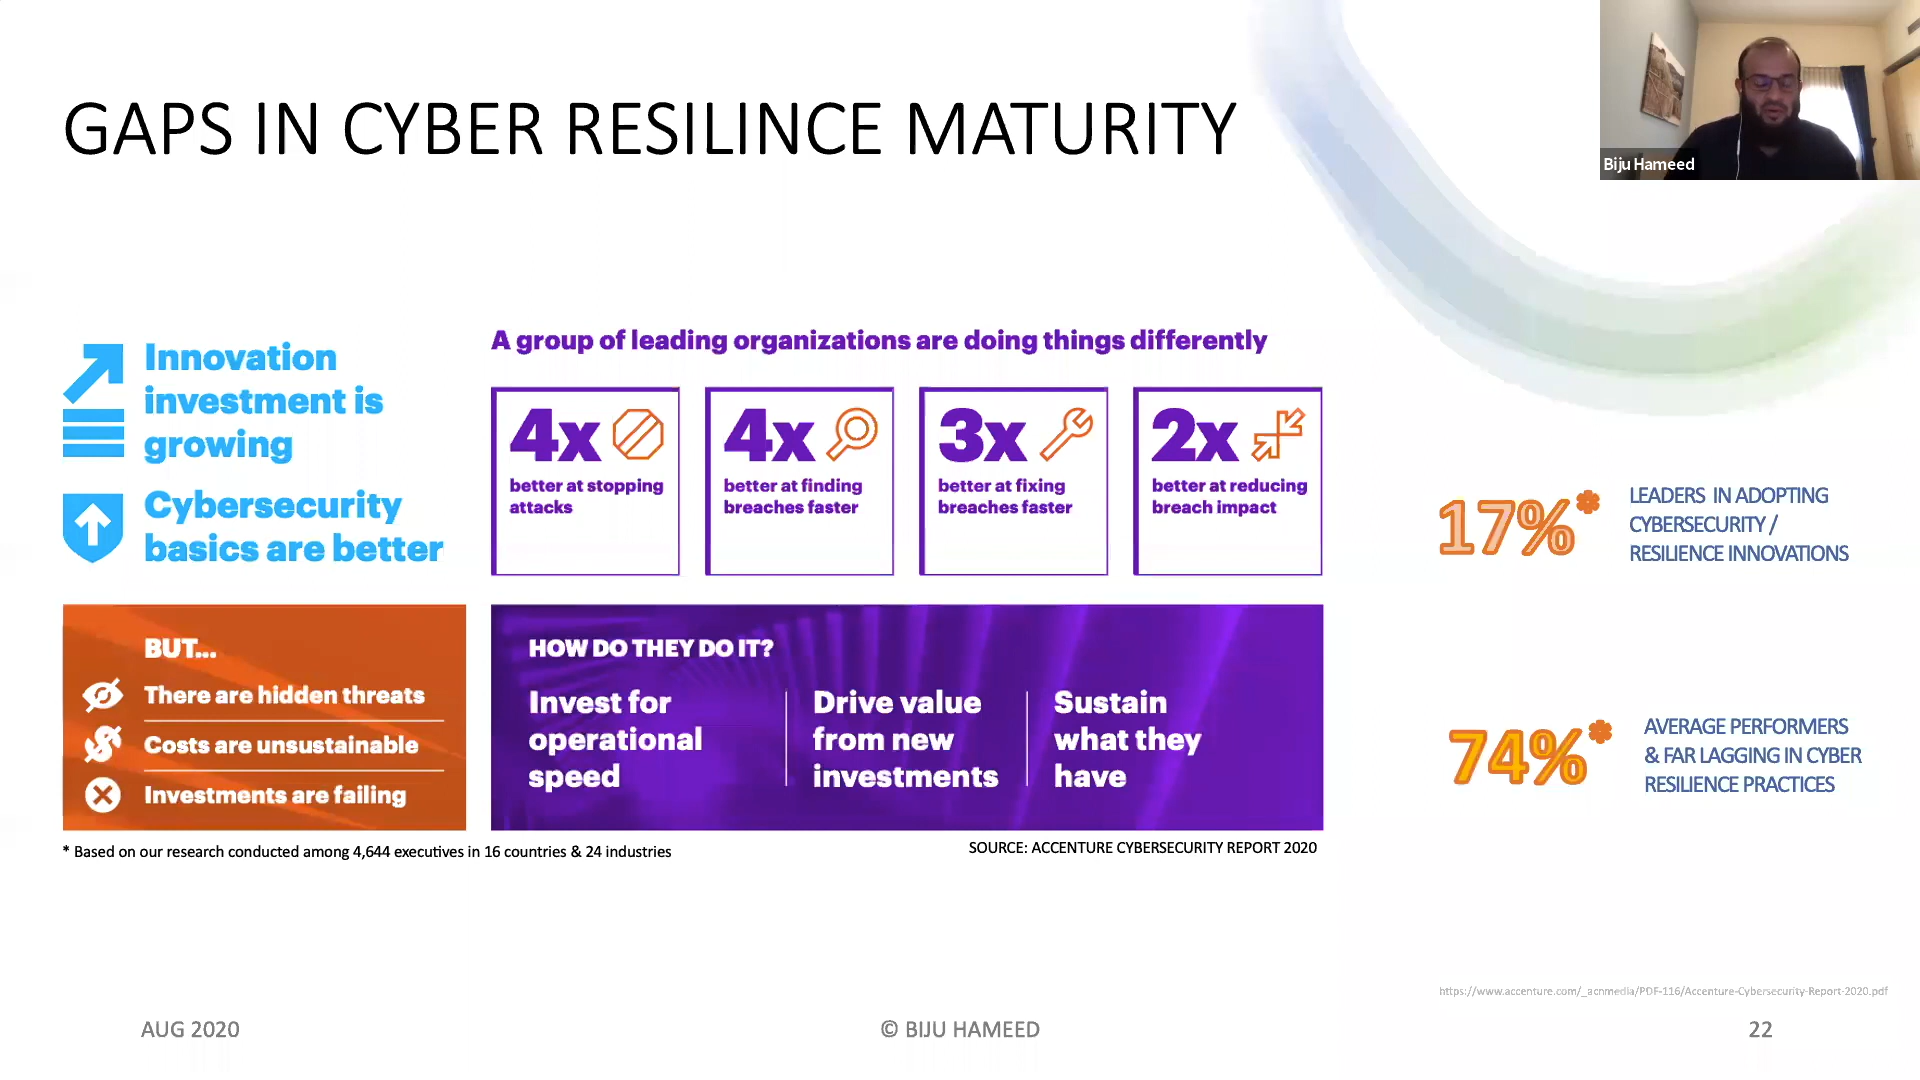 GAPS IN CYBER RESILINCE MATURITY
Biju Hameed
Innovation
investment is
growing
Cybersecurity
basics are better
BUT...
There are hidden threats
Costs are unsustainable
Investments are failing
A group of leading organizations are doing things differently
4x
better at stopping
attacks
4x
better at finding
breaches faster
3x
better at fixing
breaches faster
2x
better at reducing
breach impact
HOW DO THEY DO IT?
Invest for
operational
speed
Drive value
from new
investments
Sustain
what they
have
* Based on our research conducted among 4,644 executives in 16 countries & 24 industries
SOURCE: ACCENTURE CYBERSECURITY REPORT 2020
17%*
LEADERS IN ADOPTING
CYBERSECURITY /
RESILIENCE INNOVATIONS
74%*
AVERAGE PERFORMERS
& FAR LAGGING IN CYBER
RESILIENCE PRACTICES
https://www.accenture.com/_acnmedia/PDF-116/Accenture-Cybersecurity-Report-2020.pdf
AUG 2020
© BIJU HAMEED
22